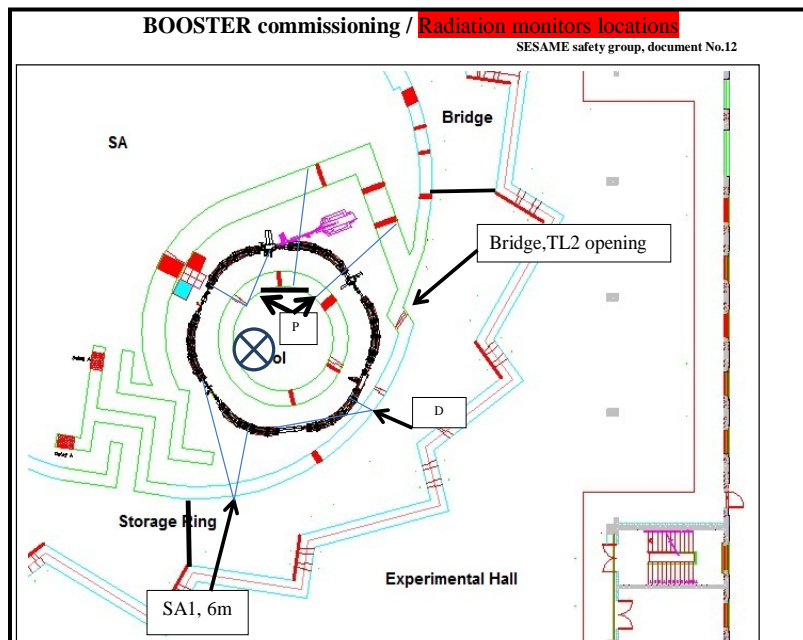 BOOSTER commissioning / Radiation monitors locations
SESAME safety group, document No.12
Bridge
SA
Bridge,TL2 opening
P
ol
D
Storage Ring
Experimental Hall
SA1, 6m